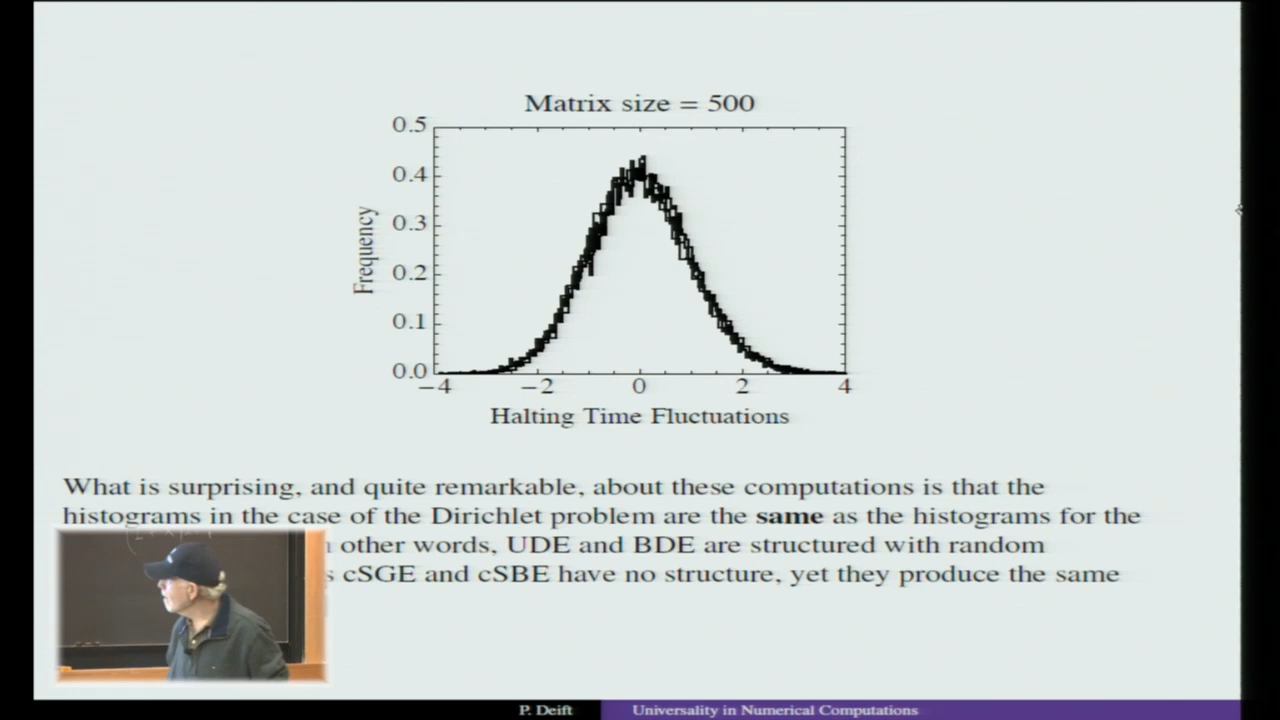 Matrix size = 500
0.5
0.4
0.3
0.2
0.1
0.0
Frequency
−4 −2 0 2 4
Halting Time Fluctuations
What is surprising, and quite remarkable, about these computations is that the
histograms in the case of the Dirichlet problem are the same as the histograms for the
other words, UDE and BDE are structured with random
cSGE and cSBE have no structure, yet they produce the same
P. Deift Universality in Numerical Computations